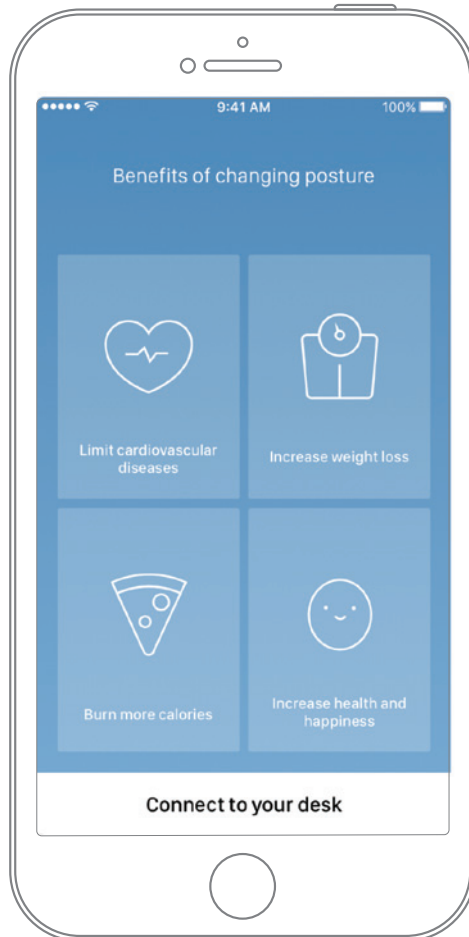 9:41 AM
100%
Benefits of changing posture
Limit cardiovascular
diseases
Increase weight loss
Burn more calories
Increase health and
happiness
Connect to your desk